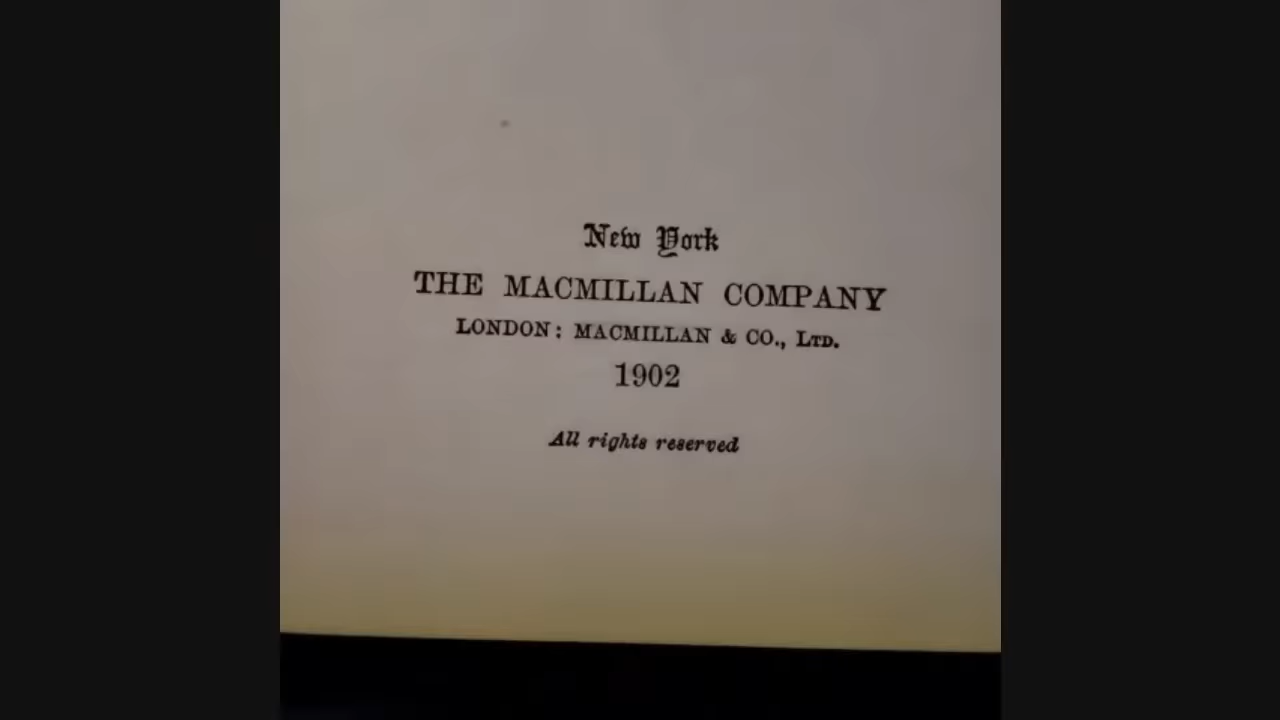 New York
THE MACMILLAN COMPANY
LONDON: MACMILLAN & CO., LTD.
1902
All rights reserved